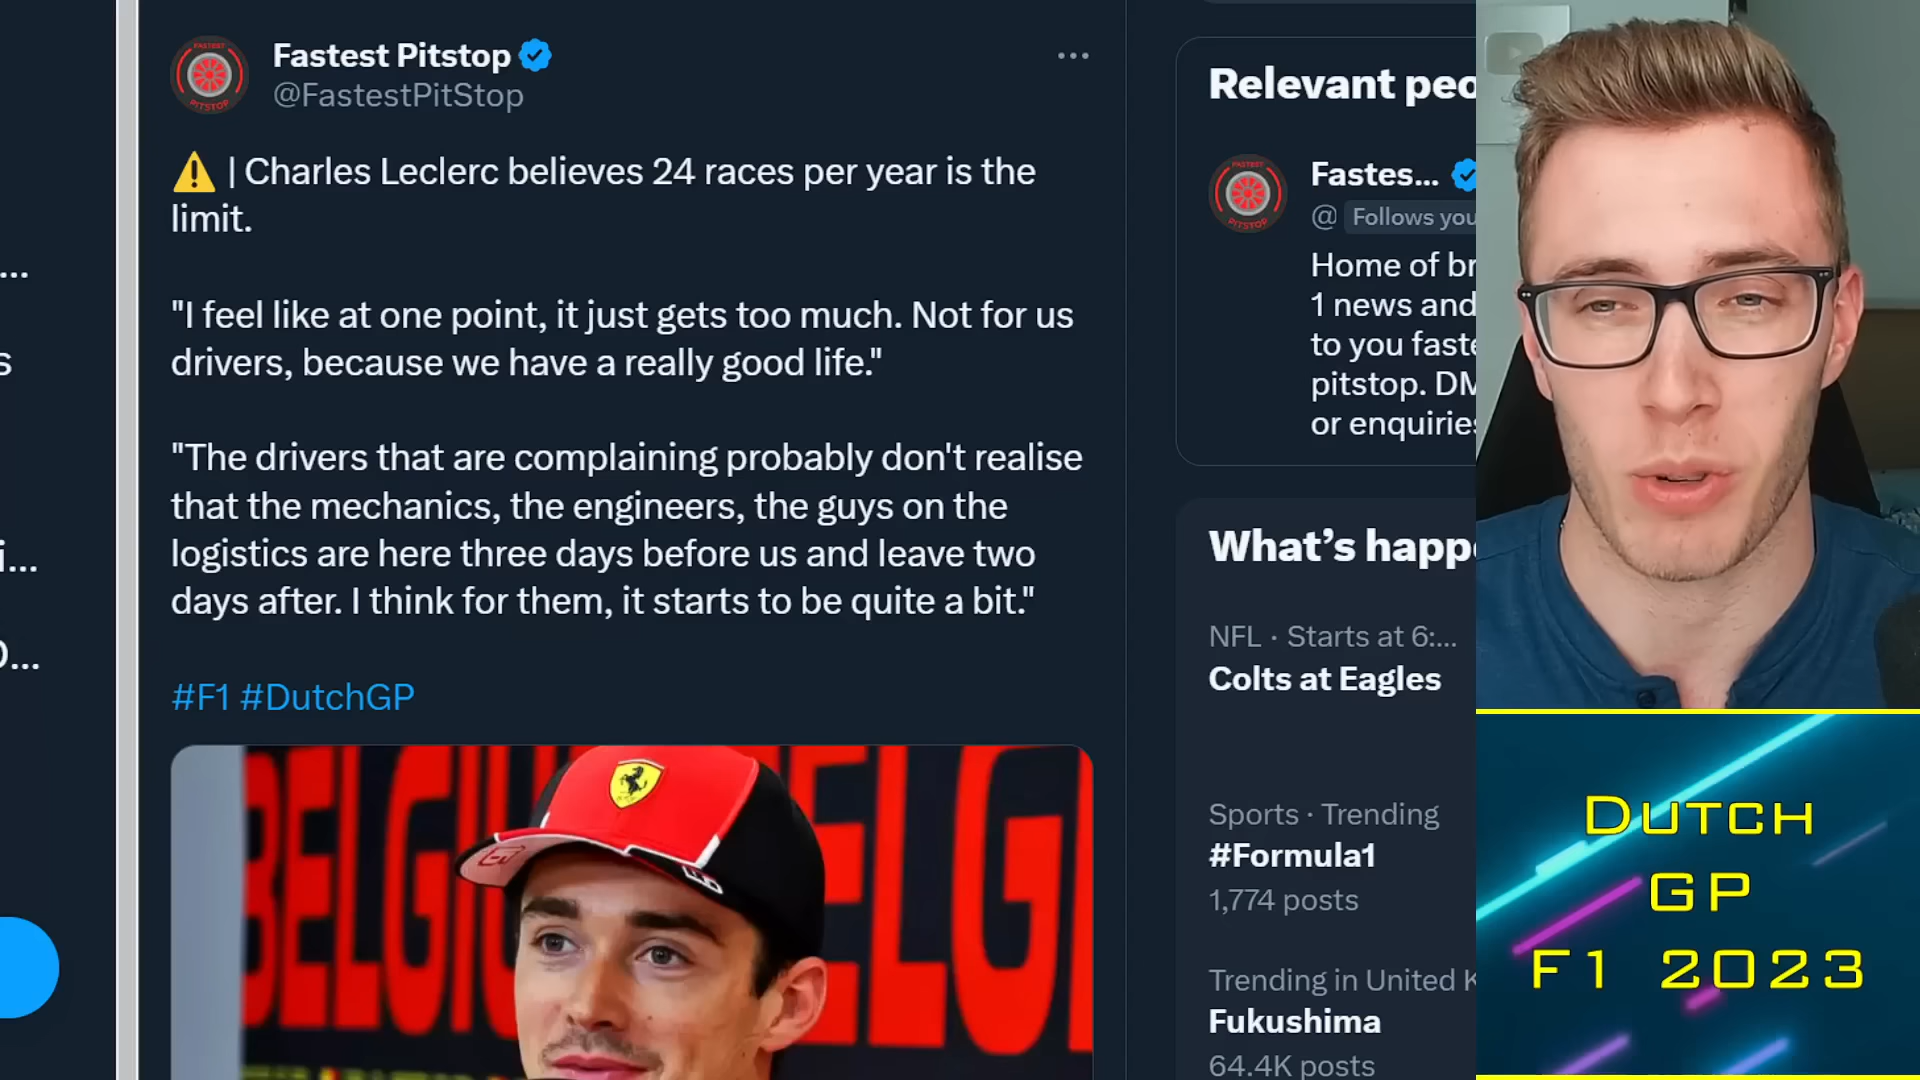 Fastest Pitstop
@FastestPitStop
⚠️ | Charles Leclerc believes 24 races per year is the
limit.
"I feel like at one point, it just gets too much. Not for us
drivers, because we have a really good life."
"The drivers that are complaining probably don't realise
that the mechanics, the engineers, the guys on the
logistics are here three days before us and leave two
days after. I think for them, it starts to be quite a bit."
#F1 #DutchGP
BELGIU
BELG
Relevant peo
Fastes...
@ Follows you
Home of br
1 news and
to you faste
pitstop. DM
or enquiries
What's happe
NFL · Starts at 6:...
Colts at Eagles
Sports · Trending
#Formula1
1,774 posts
Trending in United K
Fukushima
64.4K posts
DUTCH
GP
F1 2023